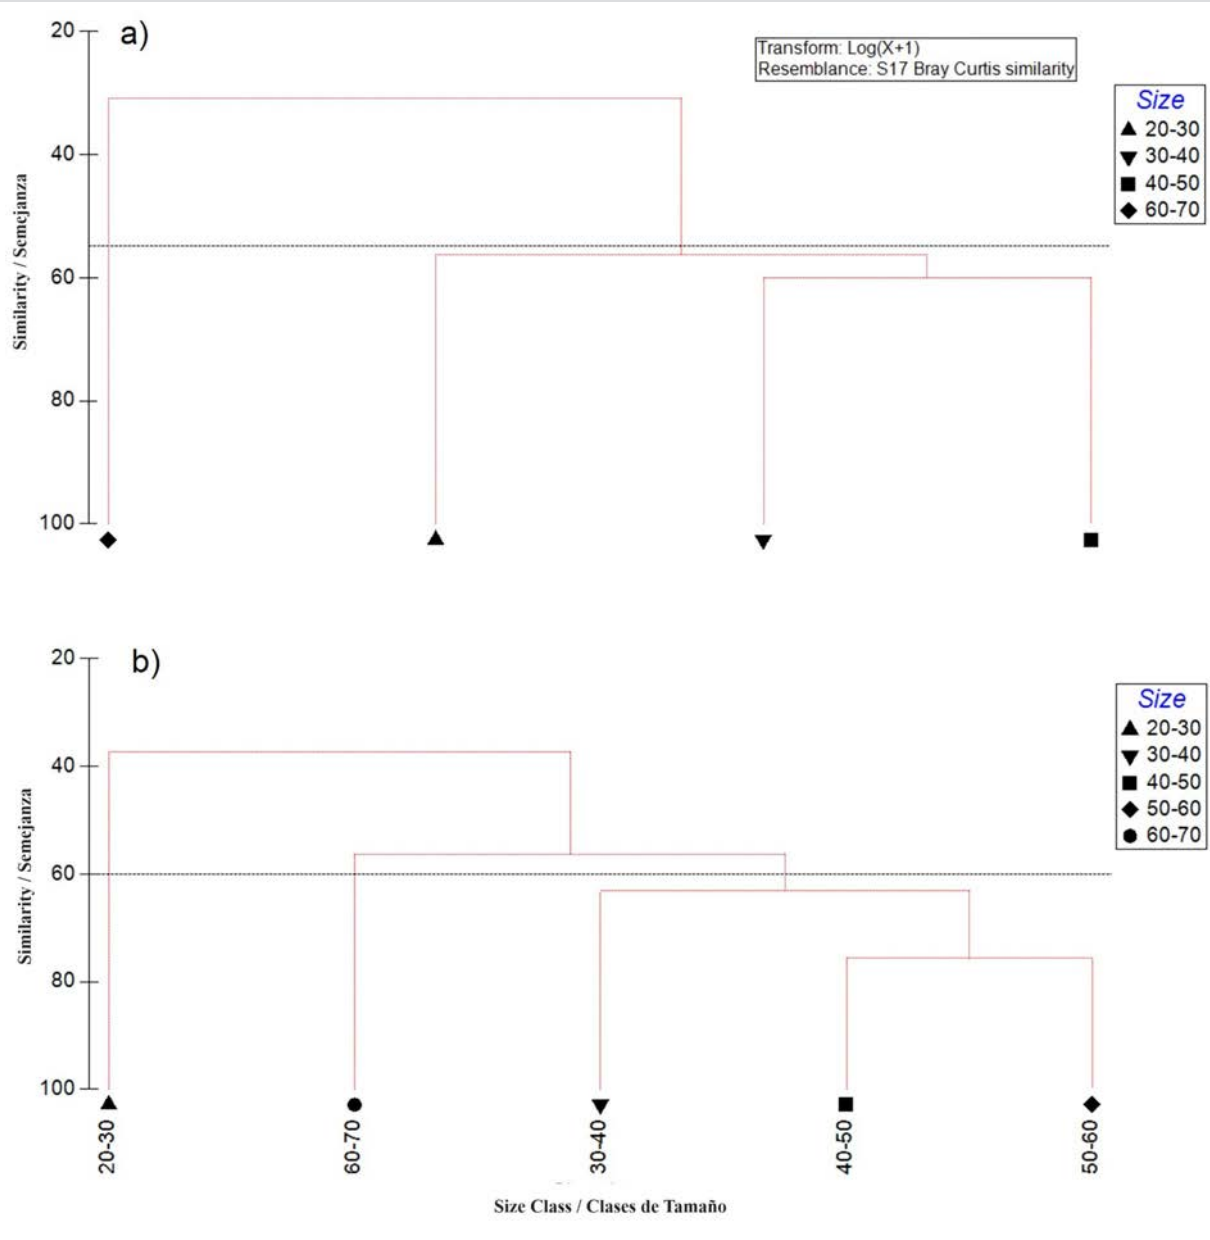 a)
Transform: Log(X+1)
Resemblance: S17 Bray Curtis similarity
Size
20-30
30-40
40-50
60-70
20
40
60
80
100
Similarity / Semejanza
b)
Size
20-30
30-40
40-50
50-60
60-70
20
40
60
80
100
Similarity / Semejanza
20-30
60-70
30-40
40-50
50-60
Size Class / Clases de Tamaño